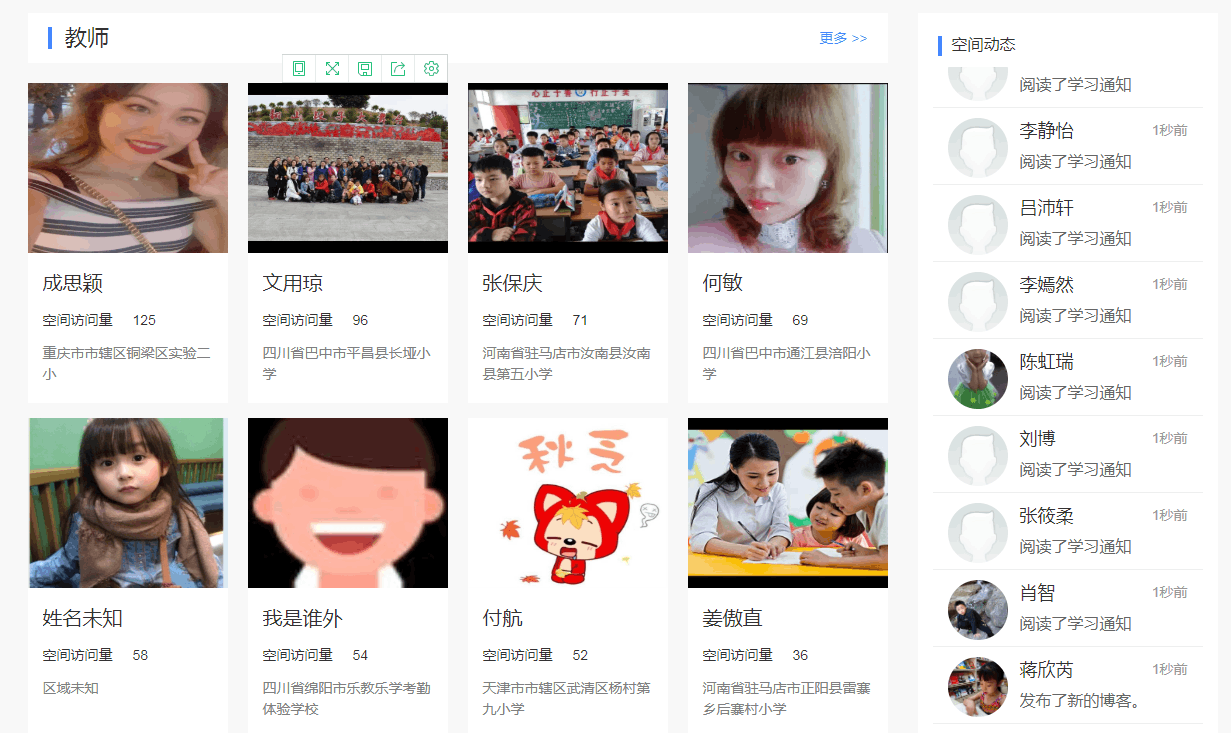 教师
更多 >>
成思颖
空间访问量 125
重庆市市辖区铜梁区实验二
小
文用琼
空间访问量 96
四川省巴中市平昌县长垭小
学
心正于善 行正于美
张保庆
空间访问量 71
河南省驻马店市汝南县汝南
县第五小学
何敏
空间访问量 69
四川省巴中市通江县涪阳小
学
姓名未知
空间访问量 58
区域未知
我是谁外
空间访问量 54
四川省绵阳市乐教乐学考勤
体验学校
付航
空间访问量 52
天津市市辖区武清区杨村第
九小学
姜傲直
空间访问量 36
河南省驻马店市正阳县雷寨
乡后寨村小学
空间动态
阅读了学习通知
李静怡 1秒前
阅读了学习通知
吕沛轩 1秒前
阅读了学习通知
李嫣然 1秒前
阅读了学习通知
陈虹瑞 1秒前
阅读了学习通知
刘博 1秒前
阅读了学习通知
张筱柔 1秒前
阅读了学习通知
肖智 1秒前
阅读了学习通知
蒋欣芮 1秒前
发布了新的博客。